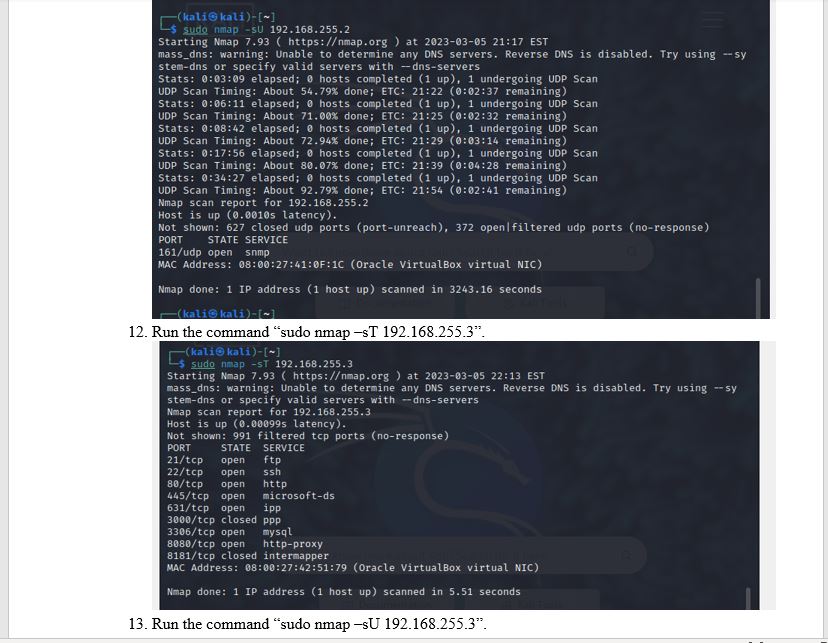 ┌──(kali㉿kali)-[~]
└─$ sudo nmap -sU 192.168.255.2
Starting Nmap 7.93 ( https://nmap.org ) at 2023-03-05 21:17 EST
mass_dns: warning: Unable to determine any DNS servers. Reverse DNS is disabled. Try using --sy
stem-dns or specify valid servers with --dns-servers
Stats: 0:03:09 elapsed; 0 hosts completed (1 up), 1 undergoing UDP Scan
UDP Scan Timing: About 54.79% done; ETC: 21:22 (0:02:37 remaining)
Stats: 0:06:11 elapsed; 0 hosts completed (1 up), 1 undergoing UDP Scan
UDP Scan Timing: About 71.00% done; ETC: 21:25 (0:02:32 remaining)
Stats: 0:08:42 elapsed; 0 hosts completed (1 up), 1 undergoing UDP Scan
UDP Scan Timing: About 72.94% done; ETC: 21:29 (0:03:14 remaining)
Stats: 0:17:56 elapsed; 0 hosts completed (1 up), 1 undergoing UDP Scan
UDP Scan Timing: About 80.07% done; ETC: 21:39 (0:04:28 remaining)
Stats: 0:34:27 elapsed; 0 hosts completed (1 up), 1 undergoing UDP Scan
UDP Scan Timing: About 92.79% done; ETC: 21:54 (0:02:41 remaining)
Nmap scan report for 192.168.255.2
Host is up (0.0010s latency).
Not shown: 627 closed udp ports (port-unreach), 372 open|filtered udp ports (no-response)
PORT    STATE SERVICE
161/udp open  snmp
MAC Address: 08:00:27:41:0F:1C (Oracle VirtualBox virtual NIC)
Nmap done: 1 IP address (1 host up) scanned in 3243.16 seconds
┌──(kali㉿kali)-[~]
12. Run the command “sudo nmap –sT 192.168.255.3”.
┌──(kali㉿kali)-[~]
└─$ sudo nmap -sT 192.168.255.3
Starting Nmap 7.93 ( https://nmap.org ) at 2023-03-05 22:13 EST
mass_dns: warning: Unable to determine any DNS servers. Reverse DNS is disabled. Try using --sy
stem-dns or specify valid servers with --dns-servers
Nmap scan report for 192.168.255.3
Host is up (0.00099s latency).
Not shown: 991 filtered tcp ports (no-response)
PORT     STATE  SERVICE
21/tcp   open   ftp
22/tcp   open   ssh
80/tcp   open   http
445/tcp  open   microsoft-ds
631/tcp  open   ipp
3000/tcp closed ppp
3306/tcp open   mysql
8080/tcp open   http-proxy
8181/tcp closed intermapper
MAC Address: 08:00:27:42:51:79 (Oracle VirtualBox virtual NIC)
Nmap done: 1 IP address (1 host up) scanned in 5.51 seconds
13. Run the command “sudo nmap –sU 192.168.255.3”.